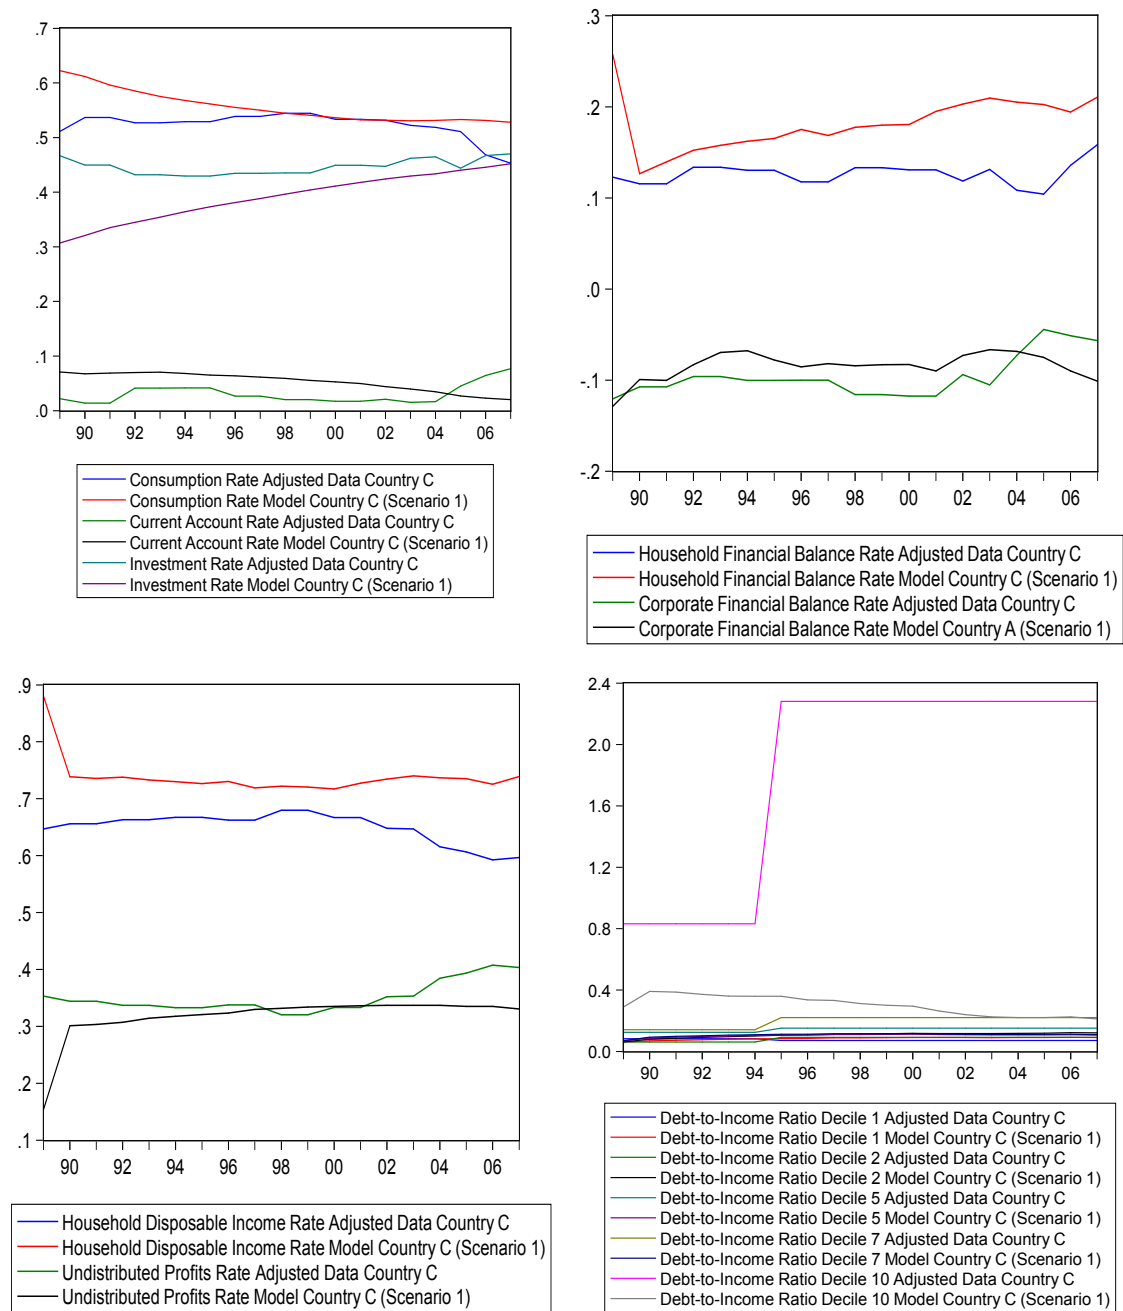 .7
.6
.5
.4
.3
.2
.1
.0
90 92 94 96 98 00 02 04 06
Consumption Rate Adjusted Data Country C
Consumption Rate Model Country C (Scenario 1)
Current Account Rate Adjusted Data Country C
Current Account Rate Model Country C (Scenario 1)
Investment Rate Adjusted Data Country C
Investment Rate Model Country C (Scenario 1)
.3
.2
.1
.0
-.1
-.2
90 92 94 96 98 00 02 04 06
Household Financial Balance Rate Adjusted Data Country C
Household Financial Balance Rate Model Country C (Scenario 1)
Corporate Financial Balance Rate Adjusted Data Country C
Corporate Financial Balance Rate Model Country A (Scenario 1)
.9
.8
.7
.6
.5
.4
.3
.2
.1
90 92 94 96 98 00 02 04 06
Household Disposable Income Rate Adjusted Data Country C
Household Disposable Income Rate Model Country C (Scenario 1)
Undistributed Profits Rate Adjusted Data Country C
Undistributed Profits Rate Model Country C (Scenario 1)
2.4
2.0
1.6
1.2
0.8
0.4
0.0
90 92 94 96 98 00 02 04 06
Debt-to-Income Ratio Decile 1 Adjusted Data Country C
Debt-to-Income Ratio Decile 1 Model Country C (Scenario 1)
Debt-to-Income Ratio Decile 2 Adjusted Data Country C
Debt-to-Income Ratio Decile 2 Model Country C (Scenario 1)
Debt-to-Income Ratio Decile 5 Adjusted Data Country C
Debt-to-Income Ratio Decile 5 Model Country C (Scenario 1)
Debt-to-Income Ratio Decile 7 Adjusted Data Country C
Debt-to-Income Ratio Decile 7 Model Country C (Scenario 1)
Debt-to-Income Ratio Decile 10 Adjusted Data Country C
Debt-to-Income Ratio Decile 10 Model Country C (Scenario 1)